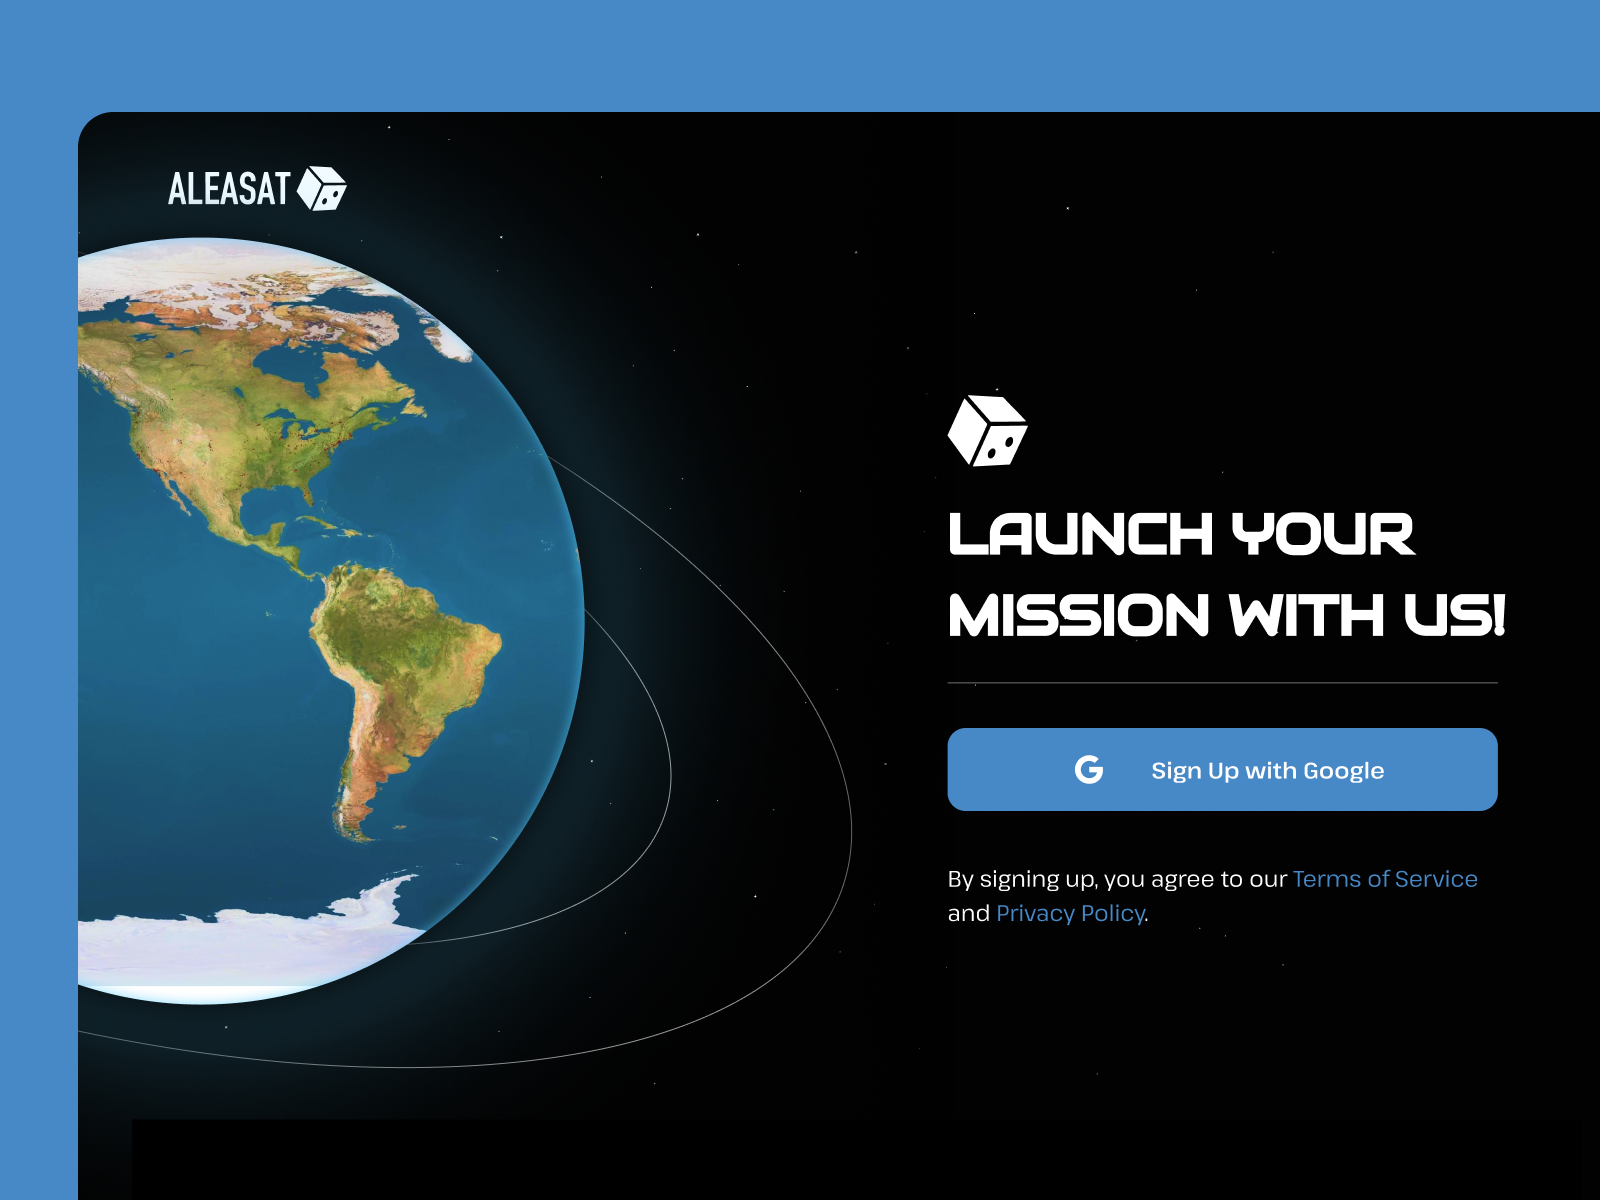 ALEASAT
LAUNCH YOUR
MISSION WITH US!
Sign Up with Google
By signing up, you agree to our Terms of Service
and Privacy Policy.